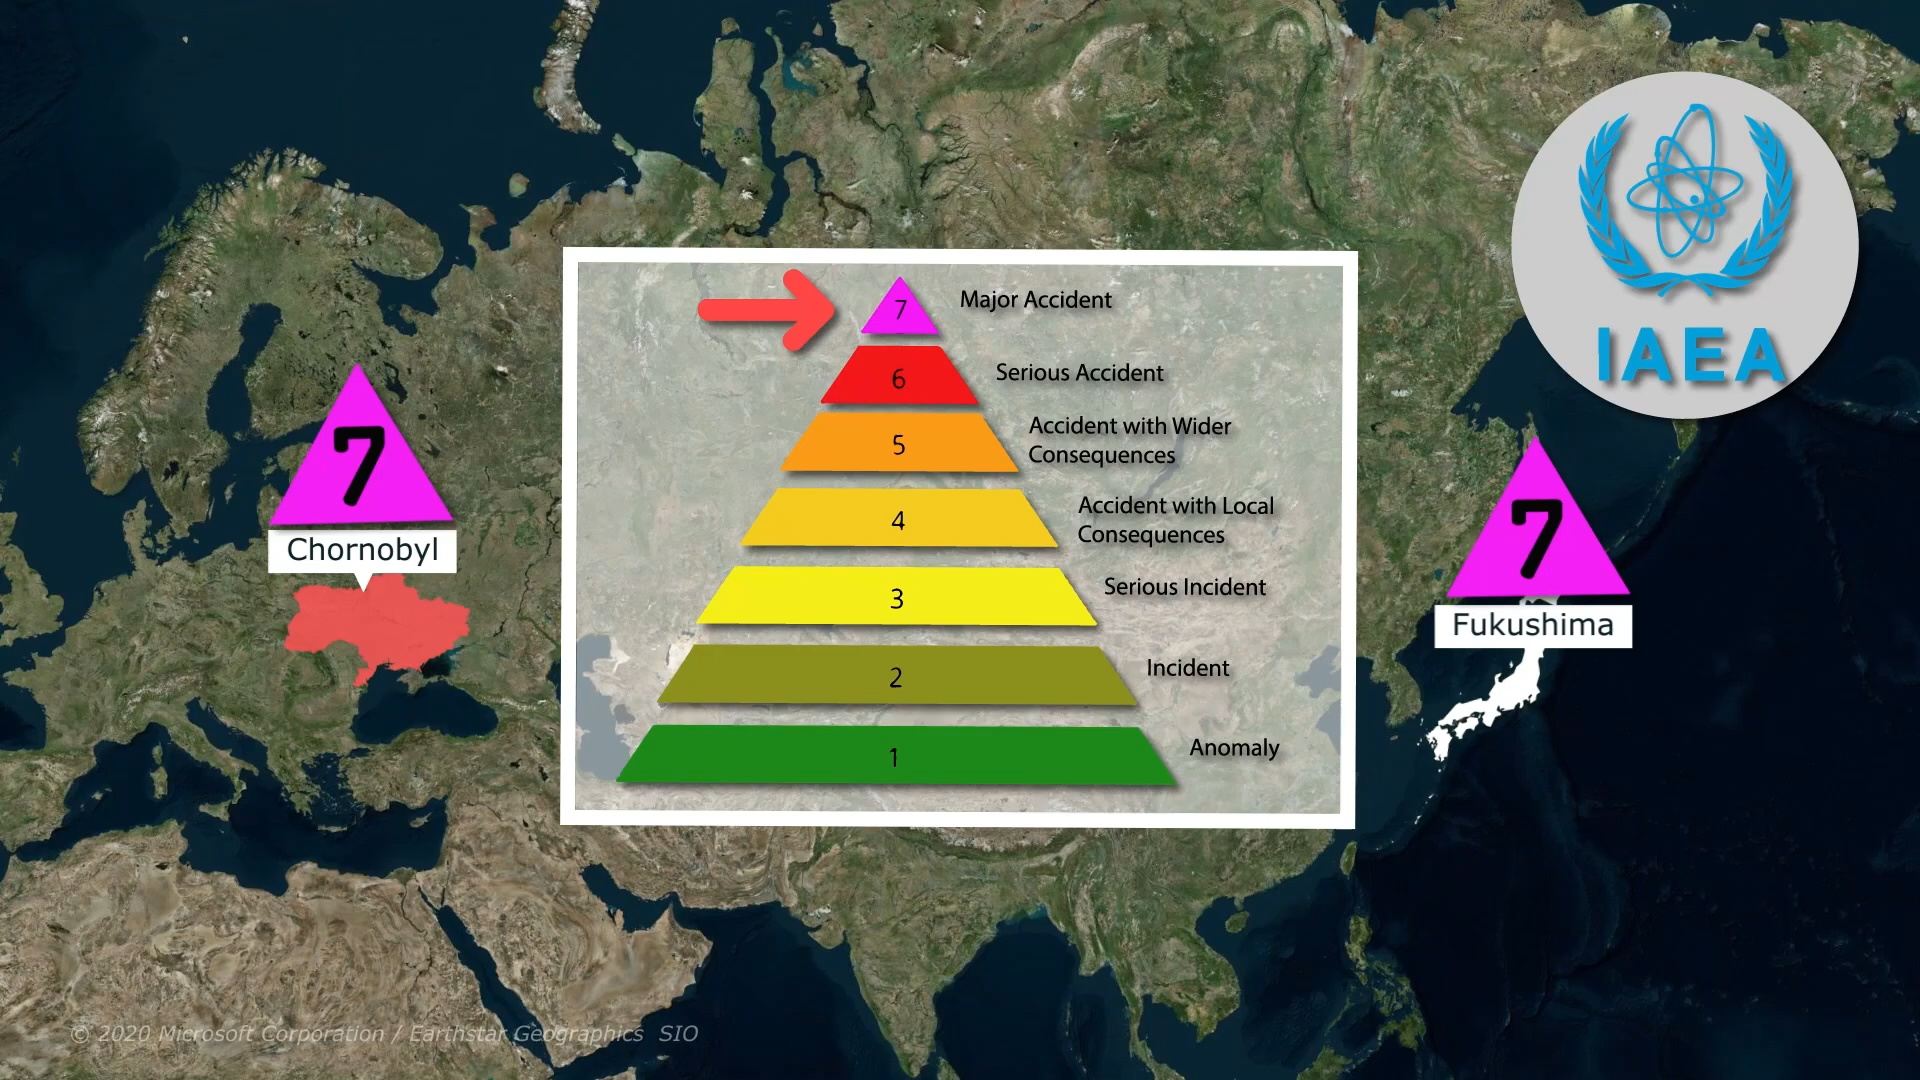 IAEA
7
Major Accident
6
Serious Accident
5
Accident with Wider
Consequences
4
Accident with Local
Consequences
3
Serious Incident
2
Incident
1
Anomaly
7
Chornobyl
7
Fukushima
© 2020 Microsoft Corporation / Earthstar Geographics SIO